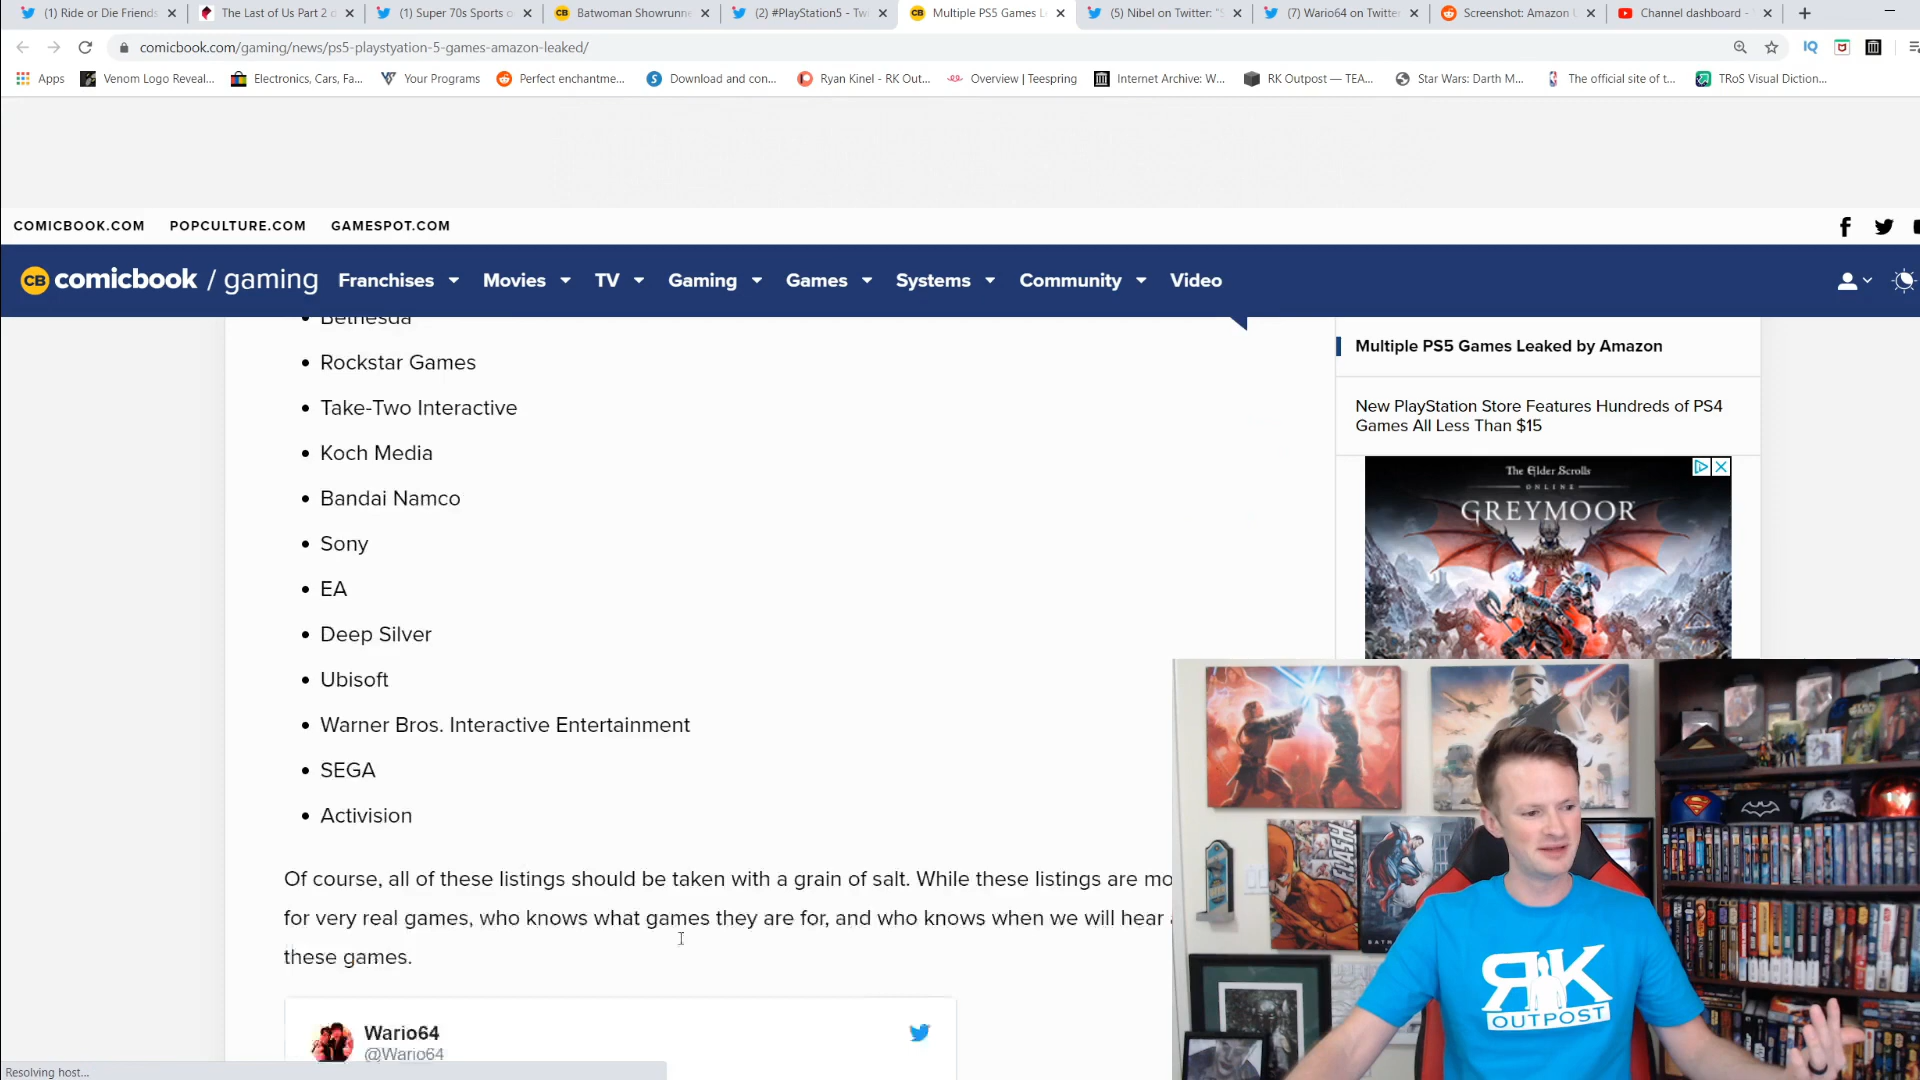 (1) Ride or Die Friends
The Last of Us Part 2
(1) Super 70s Sports
Batwoman Showrunne
(2) #PlayStation5 - Tw
Multiple PS5 Games L
(5) Nibel on Twitter: "S
(7) Wario64 on Twitte
Screenshot: Amazon U
Channel dashboard -
comicbook.com/gaming/news/ps5-playstyation-5-games-amazon-leaked/
Apps
Venom Logo Reveal...
Electronics, Cars, Fa...
Your Programs
Perfect enchantme...
Download and con...
Ryan Kinel - RK Out...
Overview | Teespring
Internet Archive: W...
RK Outpost — TEA...
Star Wars: Darth M...
The official site of t...
TRoS Visual Diction...
COMICBOOK.COM POPCULTURE.COM GAMESPOT.COM
CB comicbook / gaming Franchises Movies TV Gaming Games Systems Community Video
Bethesda
Rockstar Games
Take-Two Interactive
Koch Media
Bandai Namco
Sony
EA
Deep Silver
Ubisoft
Warner Bros. Interactive Entertainment
SEGA
Activision
Multiple PS5 Games Leaked by Amazon
New PlayStation Store Features Hundreds of PS4
Games All Less Than $15
The Elder Scrolls
ONLINE
GREYMOOR
Of course, all of these listings should be taken with a grain of salt. While these listings are mo
for very real games, who knows what games they are for, and who knows when we will hear
these games.
Wario64
@Wario64
FLASH
RK
OUTPOST
Resolving host...